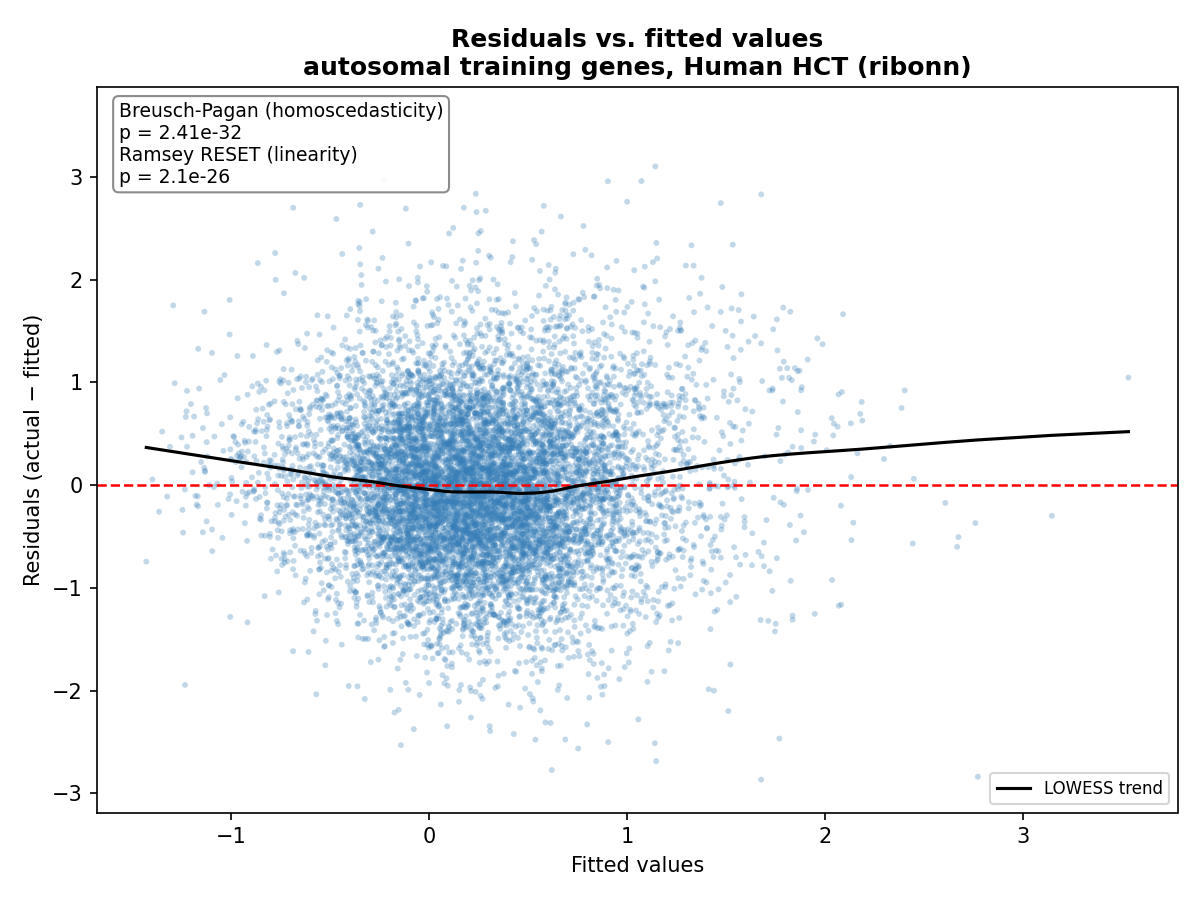 Residuals vs. fitted values
autosomal training genes, Human HCT (ribonn)
Breusch-Pagan (homoscedasticity)
p = 2.41e-32
Ramsey RESET (linearity)
p = 2.1e-26
Residuals (actual − fitted)
3
2
1
0
−1
−2
−3
LOWESS trend
−1
0
1
2
3
Fitted values